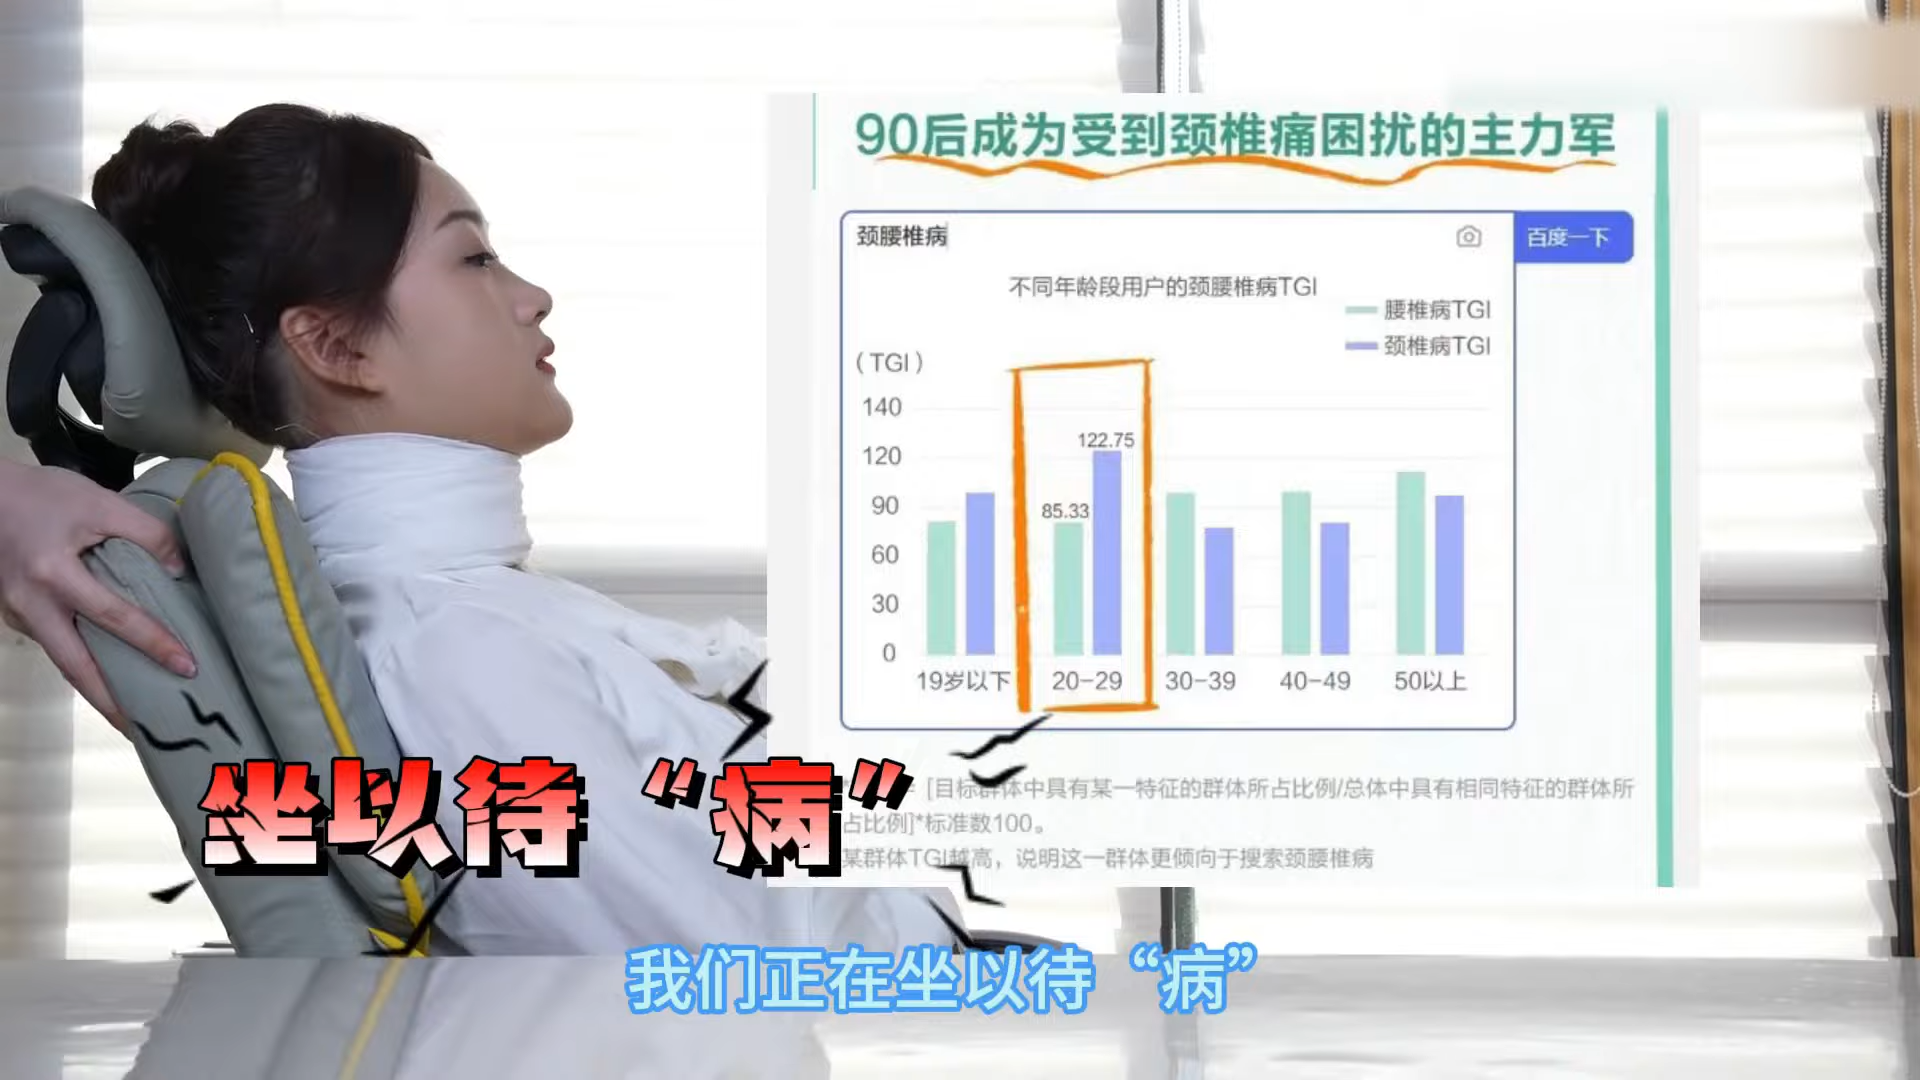 90后成为受到颈椎痛困扰的主力军
颈腰椎病
百度一下
不同年龄段用户的颈腰椎病TGI
腰椎病TGI
颈椎病TGI
(TGI)
140
120
90
60
30
0
85.33
122.75
19岁以下
20-29
30-39
40-49
50以上
[目标群体中具有某一特征的群体所占比例/总体中具有相同特征的群体所
占比例]*标准数100。
某群体TGI越高，说明这一群体更倾向于搜索颈腰椎病
坐以待“病”
我们正在坐以待“病”